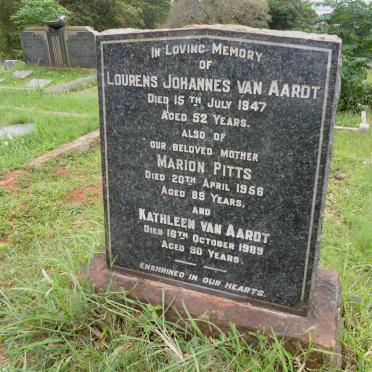 IN LOVING MEMORY
OF
LOURENS JOHANNES VAN AARDT
DIED 15TH JULY 1947
AGED 52 YEARS.
ALSO OF
OUR BELOVED MOTHER
MARION PITTS
DIED 20TH APRIL 1956
AGED 89 YEARS,
AND
KATHLEEN VAN AARDT
DIED 16TH OCTOBER 1989
AGED 90 YEARS
ENSHRINED IN OUR HEARTS.